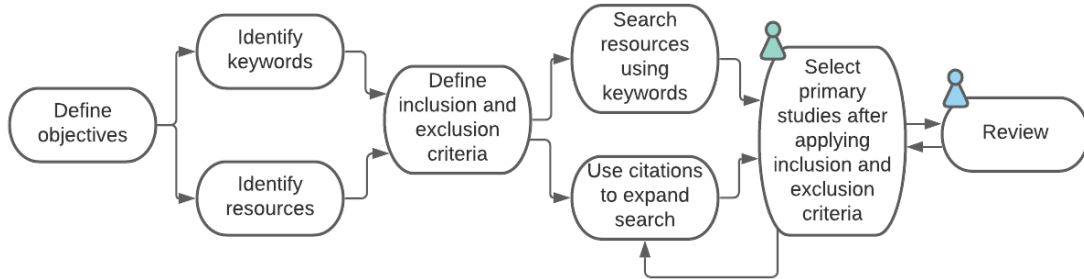 Define
objectives
Identify
keywords
Identify
resources
Define
inclusion and
exclusion
criteria
Search
resources
using
keywords
Use citations
to expand
search
Select
primary
studies after
applying
inclusion and
exclusion
criteria
Review